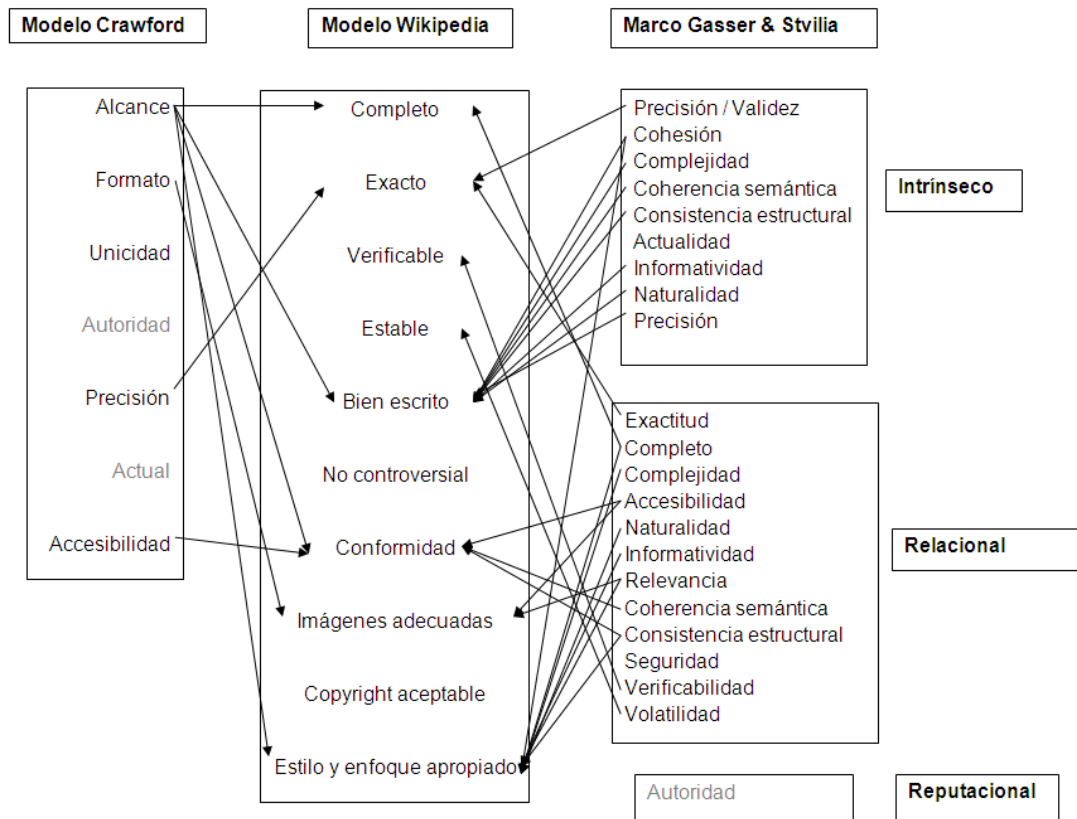 Modelo Crawford
Modelo Wikipedia
Marco Gasser & Stvilia
Alcance
Formato
Unicidad
Autoridad
Precisión
Actual
Accesibilidad
Completo
Exacto
Verificable
Estable
Bien escrito
No controversial
Conformidad
Imágenes adecuadas
Copyright aceptable
Estilo y enfoque apropiado
Precisión / Validez
Cohesión
Complejidad
Coherencia semántica
Consistencia estructural
Actualidad
Informatividad
Naturalidad
Precisión
Intrínseco
Exactitud
Completo
Complejidad
Accesibilidad
Naturalidad
Informatividad
Relevancia
Coherencia semántica
Consistencia estructural
Seguridad
Verificabilidad
Volatilidad
Relacional
Autoridad
Reputacional